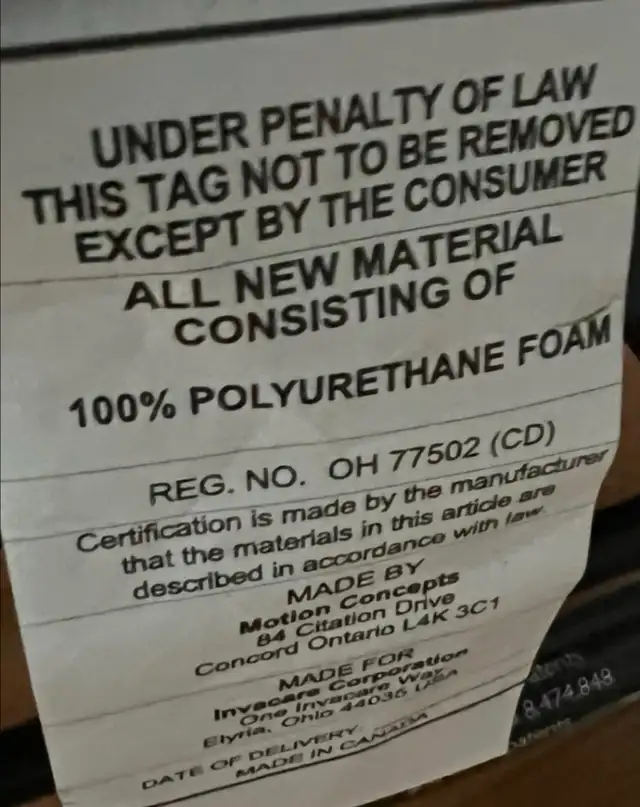 UNDER PENALTY OF LAW
THIS TAG NOT TO BE REMOVED
EXCEPT BY THE CONSUMER
ALL NEW MATERIAL
CONSISTING OF
100% POLYURETHANE FOAM
REG. NO. OH 77502 (CD)
Certification is made by the manufacturer
that the materials in this article are
described in accordance with law.
MADE BY
Motion Concepts
84 Citation Drive
Concord Ontario L4K 3C1
MADE FOR
Invacare Corporation
One Invacare Way
Elyria, Ohio 44035 USA
DATE OF DELIVERY
MADE IN CANADA
8,474,848